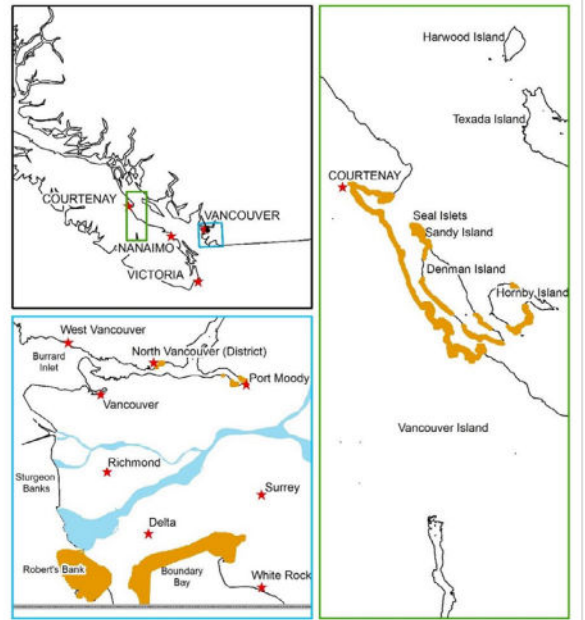 COURTENAY
VANCOUVER
NANAIMO
VICTORIA
West Vancouver
Burrard
Inlet
North Vancouver (District)
Port Moody
Vancouver
Richmond
Sturgeon
Banks
Surrey
Delta
Robert's Bank
Boundary
Bay
White Rock
Harwood Island
Texada Island
COURTENAY
Seal Islets
Sandy Island
Denman Island
Hornby Island
Vancouver Island